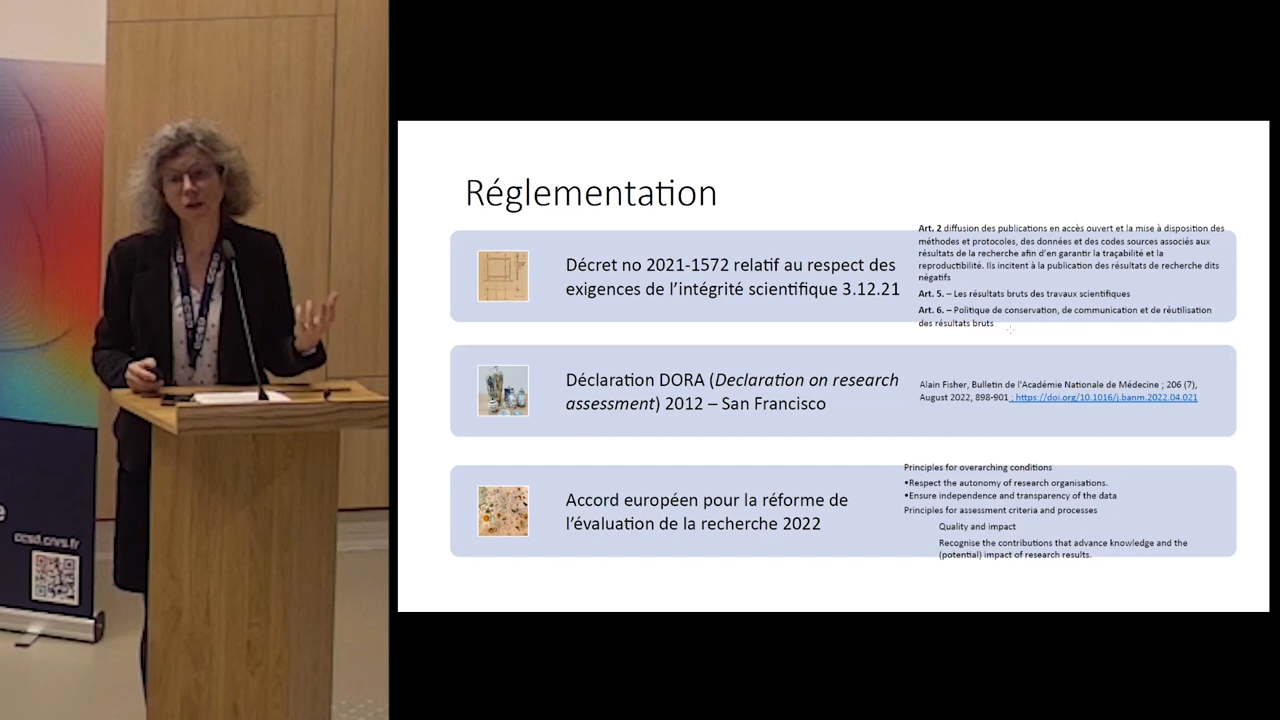 ccsd.cnrs.fr
Réglementation
Décret no 2021-1572 relatif au respect des
exigences de l'intégrité scientifique 3.12.21
Art. 2 diffusion des publications en accès ouvert et la mise à disposition des
méthodes et protocoles, des données et des codes sources associés aux
résultats de la recherche afin d'en garantir la traçabilité et la
reproductibilité. Ils incitent à la publication des résultats de recherche dits
négatifs
Art. 5. – Les résultats bruts des travaux scientifiques
Art. 6. – Politique de conservation, de communication et de réutilisation
des résultats bruts
Déclaration DORA (Declaration on research
assessment) 2012 – San Francisco
Alain Fisher, Bulletin de l'Académie Nationale de Médecine ; 206 (7),
August 2022, 898-901 ; https://doi.org/10.1016/j.banm.2022.04.021
Accord européen pour la réforme de
l'évaluation de la recherche 2022
Principles for overarching conditions
•Respect the autonomy of research organisations.
•Ensure independence and transparency of the data
Principles for assessment criteria and processes
Quality and impact
Recognise the contributions that advance knowledge and the
(potential) impact of research results.